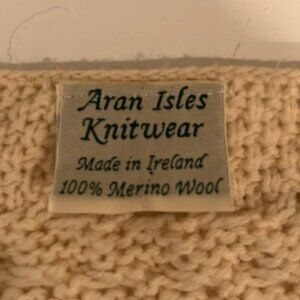 Aran Isles
Knitwear
Made in Ireland
100% Merino Wool